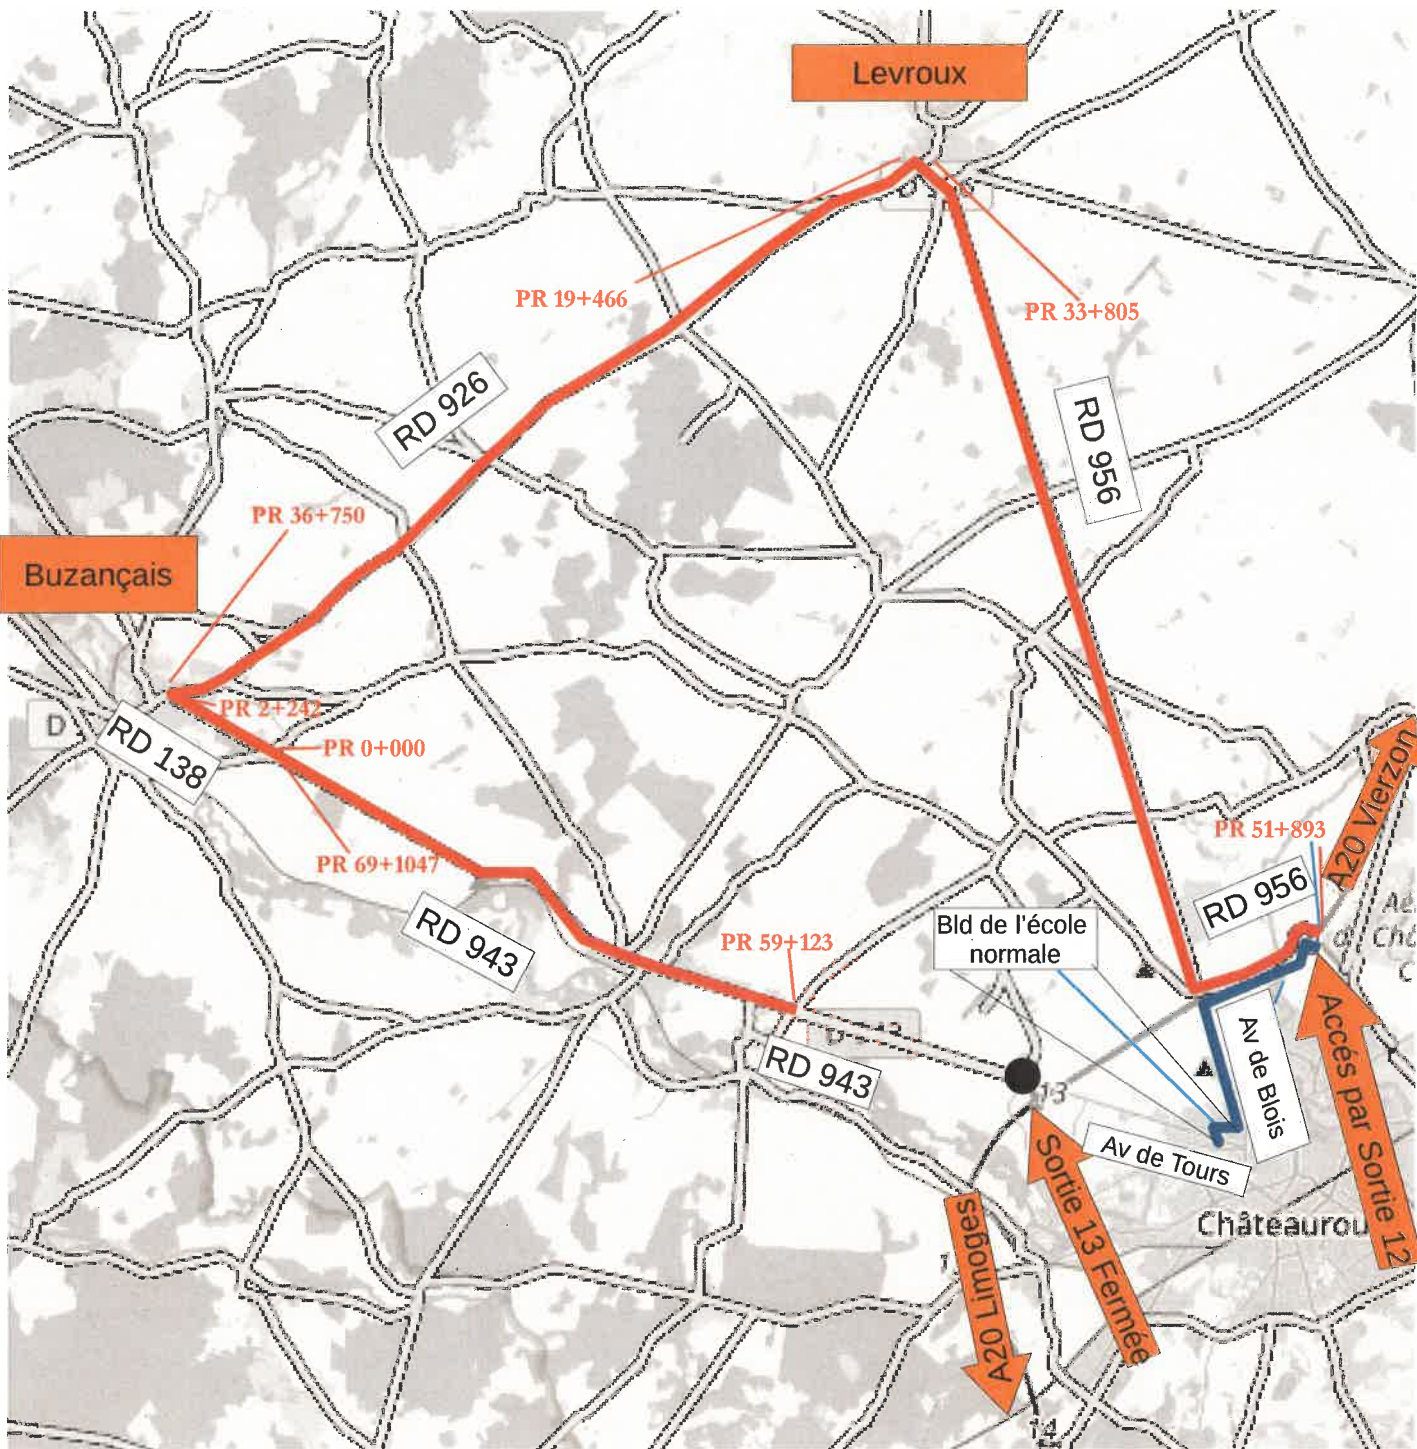 Levroux
PR 19+466
PR 33+805
RD 926
RD 956
PR 36+750
Buzançais
PR 2+242
D
RD 138
PR 0+000
A20 Vierzon
PR 51+893
PR 69+1047
RD 956
RD 943
Bld de l'école
normale
PR 59+123
RD 943
13
Av de Blois
Accés par Sortie 12
Av de Tours
Sortie 13 Fermée
A20 Limoges
Châteaurou
14